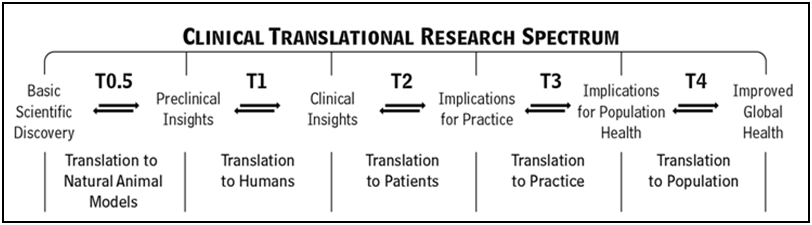 CLINICAL TRANSLATIONAL RESEARCH SPECTRUM
Basic
Scientific
Discovery
T0.5
Preclinical
Insights
T1
Clinical
Insights
T2
Implications
for Practice
T3
Implications
for Population
Health
T4
Improved
Global
Health
Translation to
Natural Animal
Models
Translation
to Humans
Translation
to Patients
Translation
to Practice
Translation
to Population